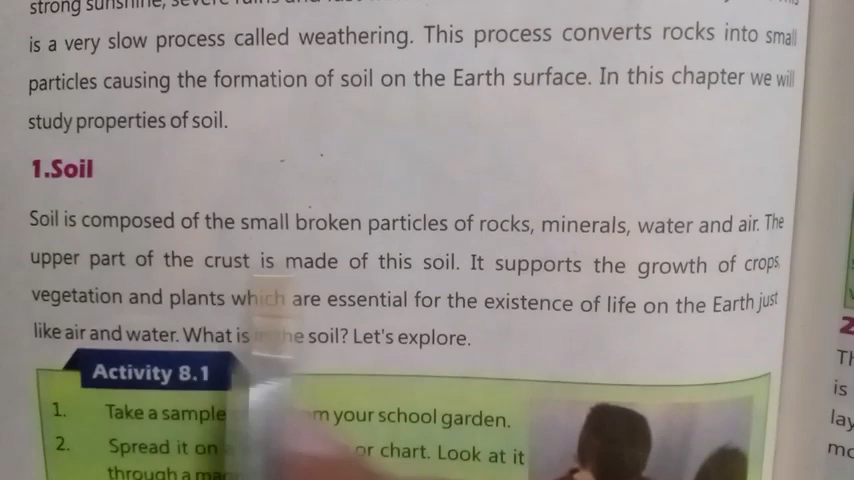 strong sunshine, severe
is a very slow process called weathering. This process converts rocks into small
particles causing the formation of soil on the Earth surface. In this chapter we will
study properties of soil.
1.Soil
Soil is composed of the small broken particles of rocks, minerals, water and air. The
upper part of the crust is made of this soil. It supports the growth of crops,
vegetation and plants which are essential for the existence of life on the Earth just
like air and water. What is in the soil? Let's explore.
Activity 8.1
1. Take a sample your school garden.
2. Spread it on or chart. Look at it
through a
2
is